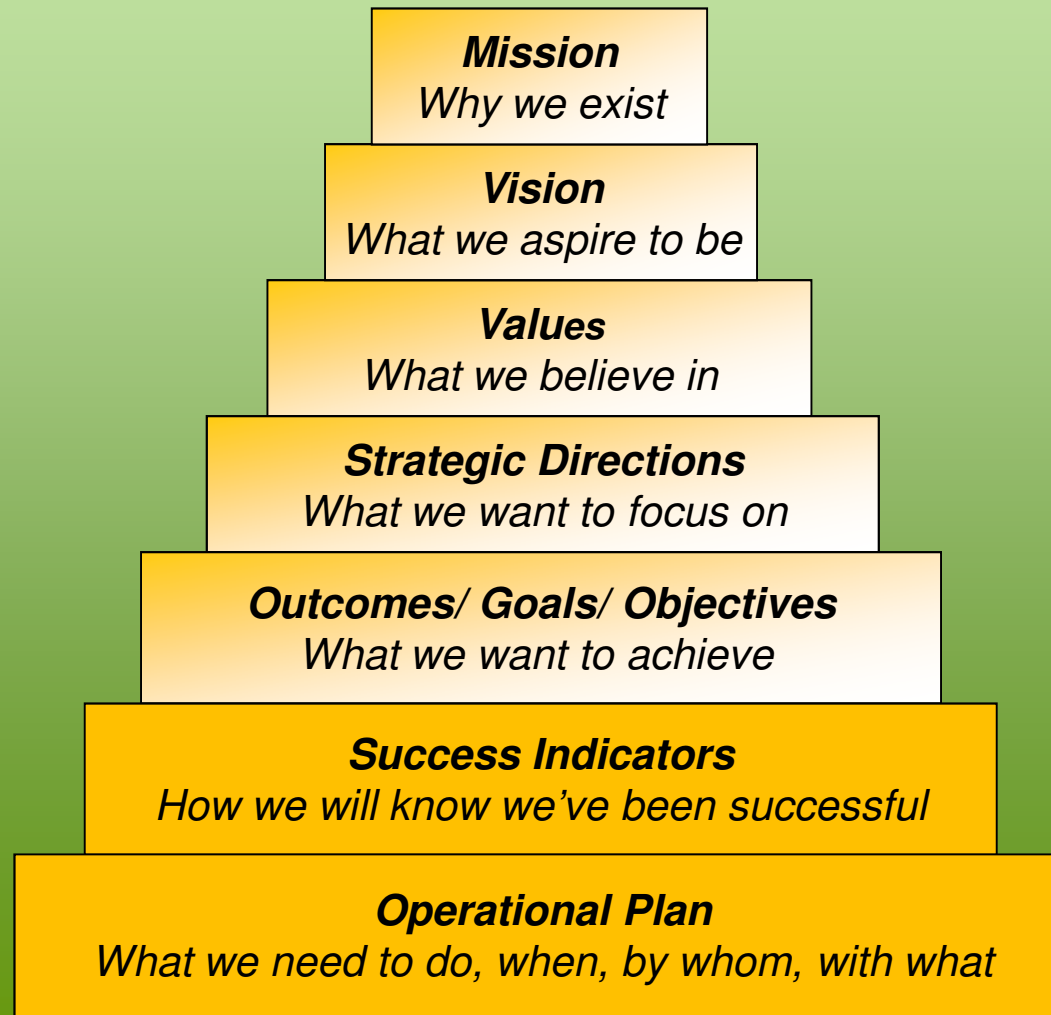 Mission
Why we exist
Vision
What we aspire to be
Values
What we believe in
Strategic Directions
What we want to focus on
Outcomes/ Goals/ Objectives
What we want to achieve
Success Indicators
How we will know we’ve been successful
Operational Plan
What we need to do, when, by whom, with what